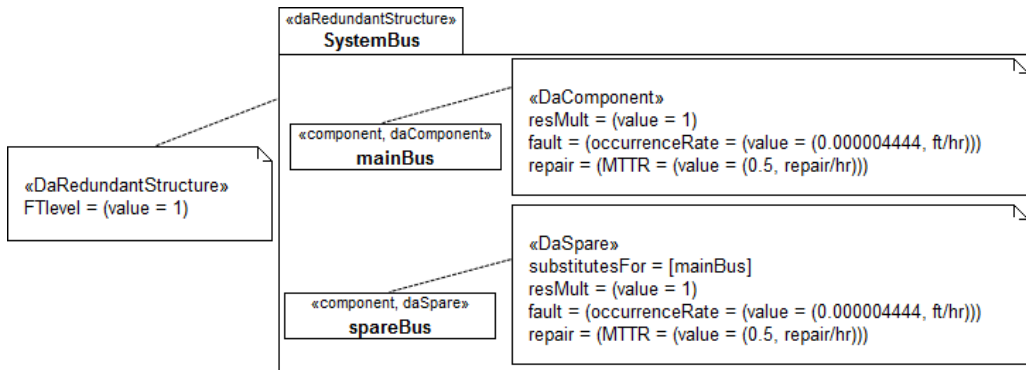 «daRedundantStructure»
SystemBus
«DaComponent»
resMult = (value = 1)
fault = (occurrenceRate = (value = (0.000004444, ft/hr)))
repair = (MTTR = (value = (0.5, repair/hr)))
«component, daComponent»
mainBus
«DaRedundantStructure»
FTlevel = (value = 1)
«DaSpare»
substitutesFor = [mainBus]
resMult = (value = 1)
fault = (occurrenceRate = (value = (0.000004444, ft/hr)))
repair = (MTTR = (value = (0.5, repair/hr)))
«component, daSpare»
spareBus